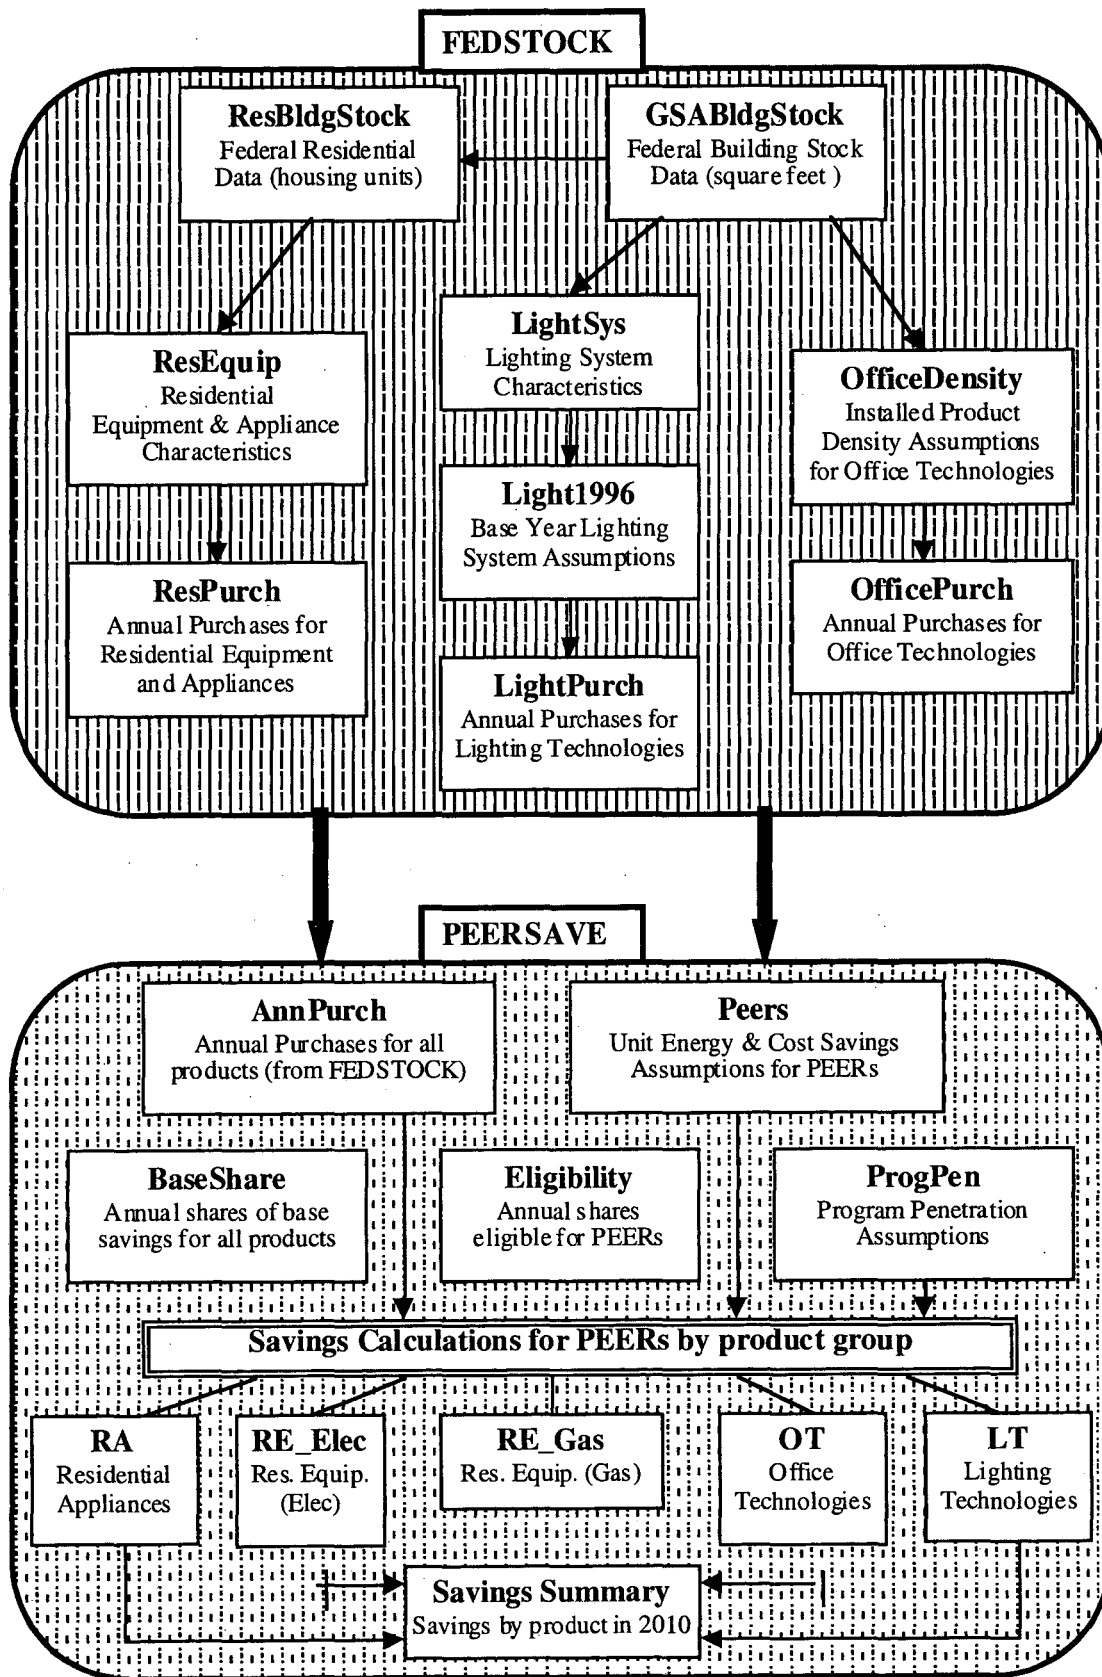 FEDSTOCK
ResBldgStock
Federal Residential
Data (housing units)
GSABldgStock
Federal Building Stock
Data (square feet )
ResEquip
Residential
Equipment & Appliance
Characteristics
LightSys
Lighting System
Characteristics
OfficeDensity
Installed Product
Density Assumptions
for Office Technologies
Light1996
Base Year Lighting
System Assumptions
ResPurch
Annual Purchases for
Residential Equipment
and Appliances
OfficePurch
Annual Purchases for
Office Technologies
LightPurch
Annual Purchases for
Lighting Technologies
PEERSAVE
AnnPurch
Annual Purchases for all
products (from FEDSTOCK)
Peers
Unit Energy & Cost Savings
Assumptions for PEERs
BaseShare
Annual shares of base
savings for all products
Eligibility
Annual shares
eligible for PEERs
ProgPen
Program Penetration
Assumptions
Savings Calculations for PEERs by product group
RA
Residential
Appliances
RE_Elec
Res. Equip.
(Elec)
RE_Gas
Res. Equip. (Gas)
OT
Office
Technologies
LT
Lighting
Technologies
Savings Summary
Savings by product in 2010